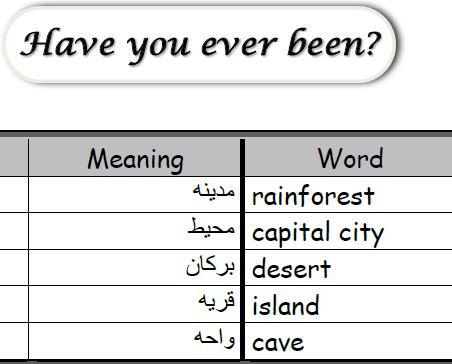 Have you ever been?
Meaning Word
مدينه rainforest
محيط capital city
بركان desert
قريه island
واحه cave